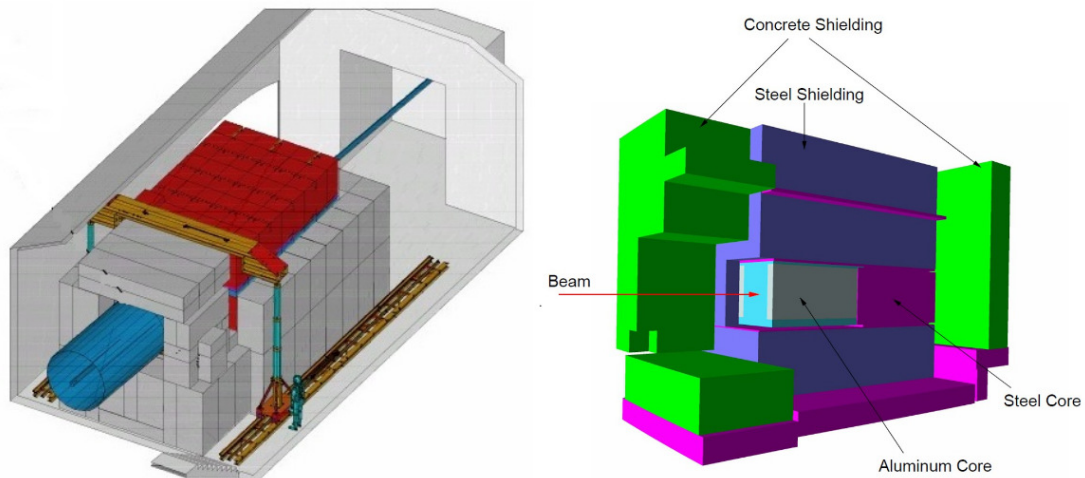 Concrete Shielding
Steel Shielding
Beam
Steel Core
Aluminum Core